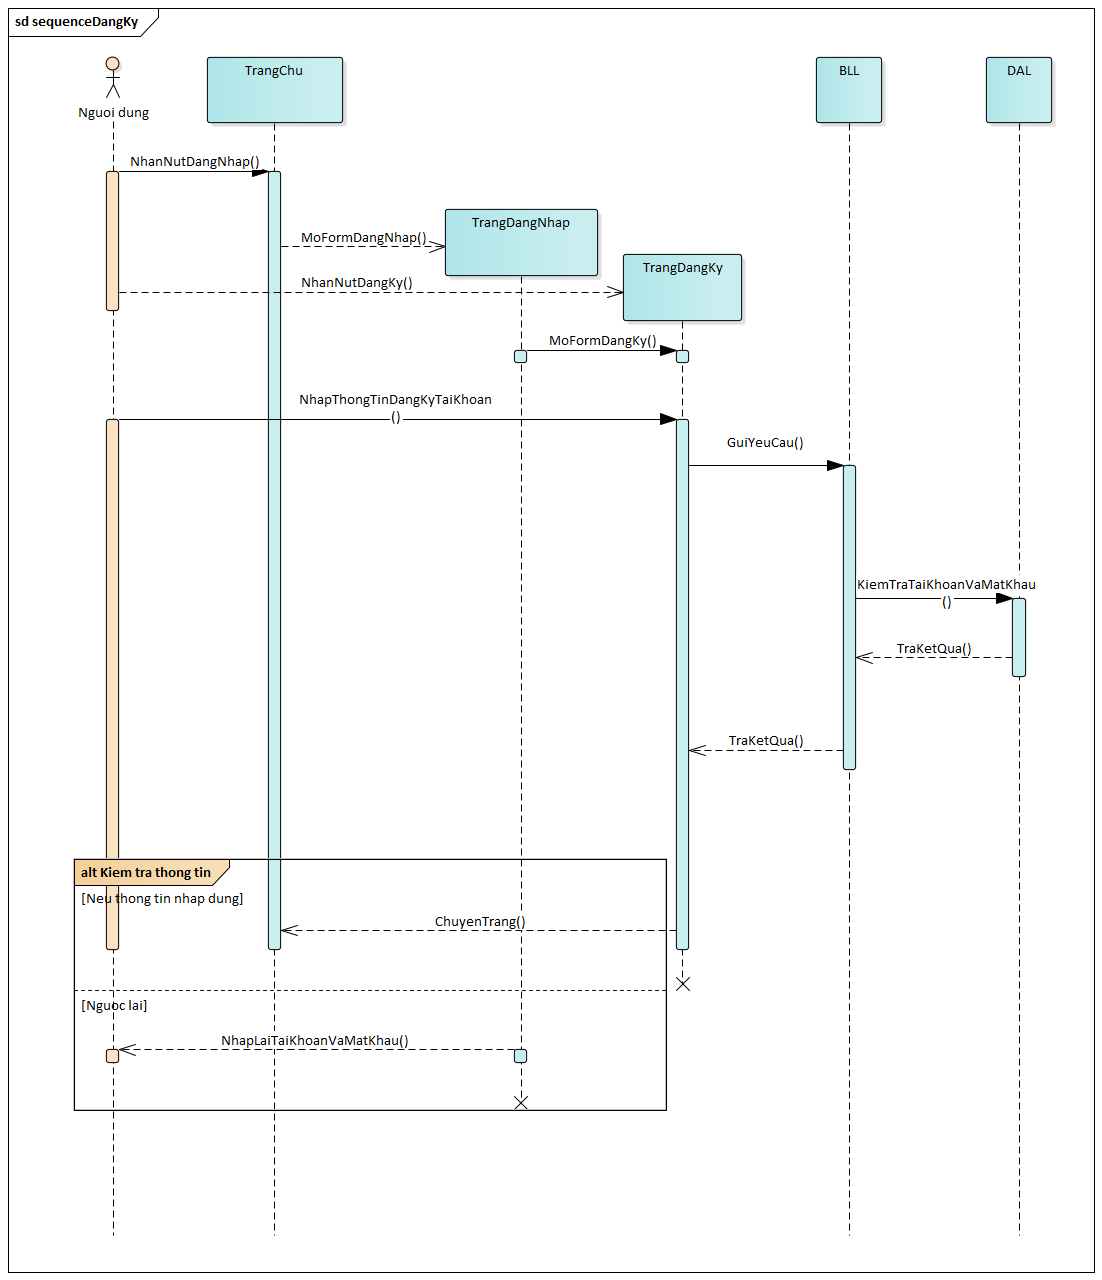 sd sequenceDangKy
Nguoi dung
TrangChu
BLL
DAL
NhanNutDangNhap()
TrangDangNhap
MoFormDangNhap()
TrangDangKy
NhanNutDangKy()
MoFormDangKy()
NhapThongTinDangKyTaiKhoan
()
GuiYeuCau()
KiemTraTaiKhoanVaMatKhau
()
TraKetQua()
TraKetQua()
alt Kiem tra thong tin
[Neu thong tin nhap dung]
ChuyenTrang()
[Nguoc lai]
NhapLaiTaiKhoanVaMatKhau()